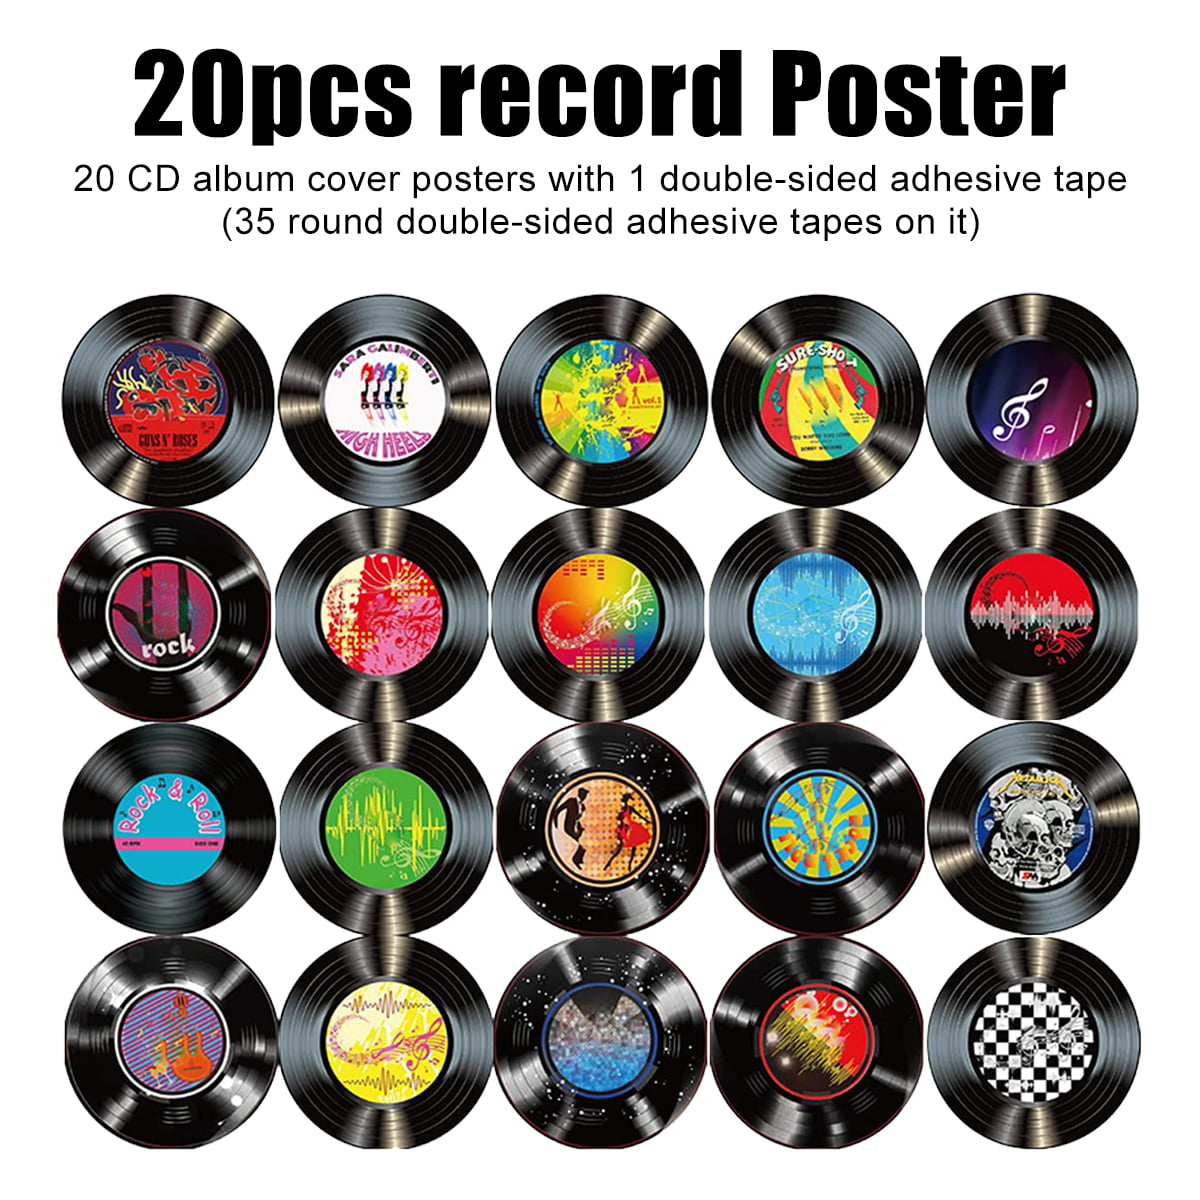 20pcs record Poster
20 CD album cover posters with 1 double-sided adhesive tape
(35 round double-sided adhesive tapes on it)
GUNS N' ROSES
SARA GALIMBERTI
HIGH HEELS
vol.1
SURE-SHOT
YOU WANTED TOO LONG
BOBBY
rock
Rock & Roll
45 RPM
SIDE ONE
METALLICA
POP